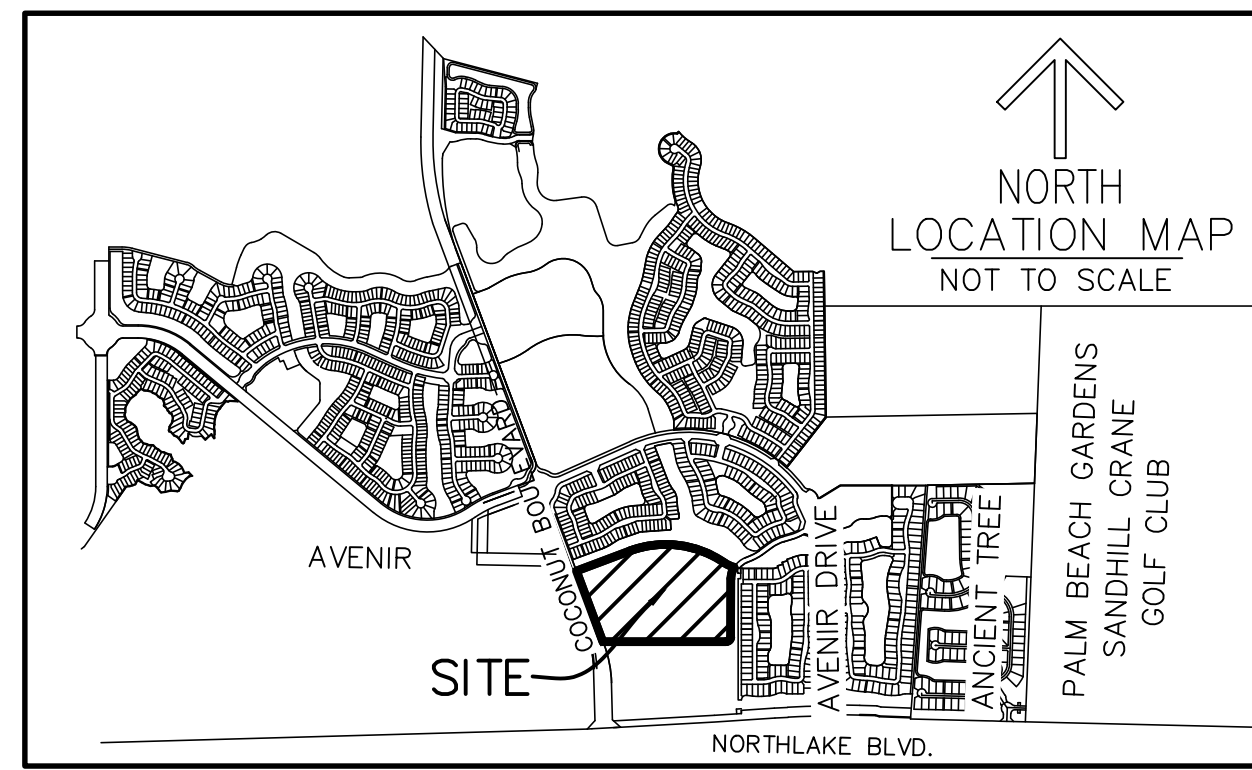 NORTH
LOCATION MAP
NOT TO SCALE
COCONUT BOULEVARD
AVENIR
SITE
AVENIR DRIVE
ANCIENT TREE
PALM BEACH GARDENS
SANDHILL CRANE
GOLF CLUB
NORTHLAKE BLVD.